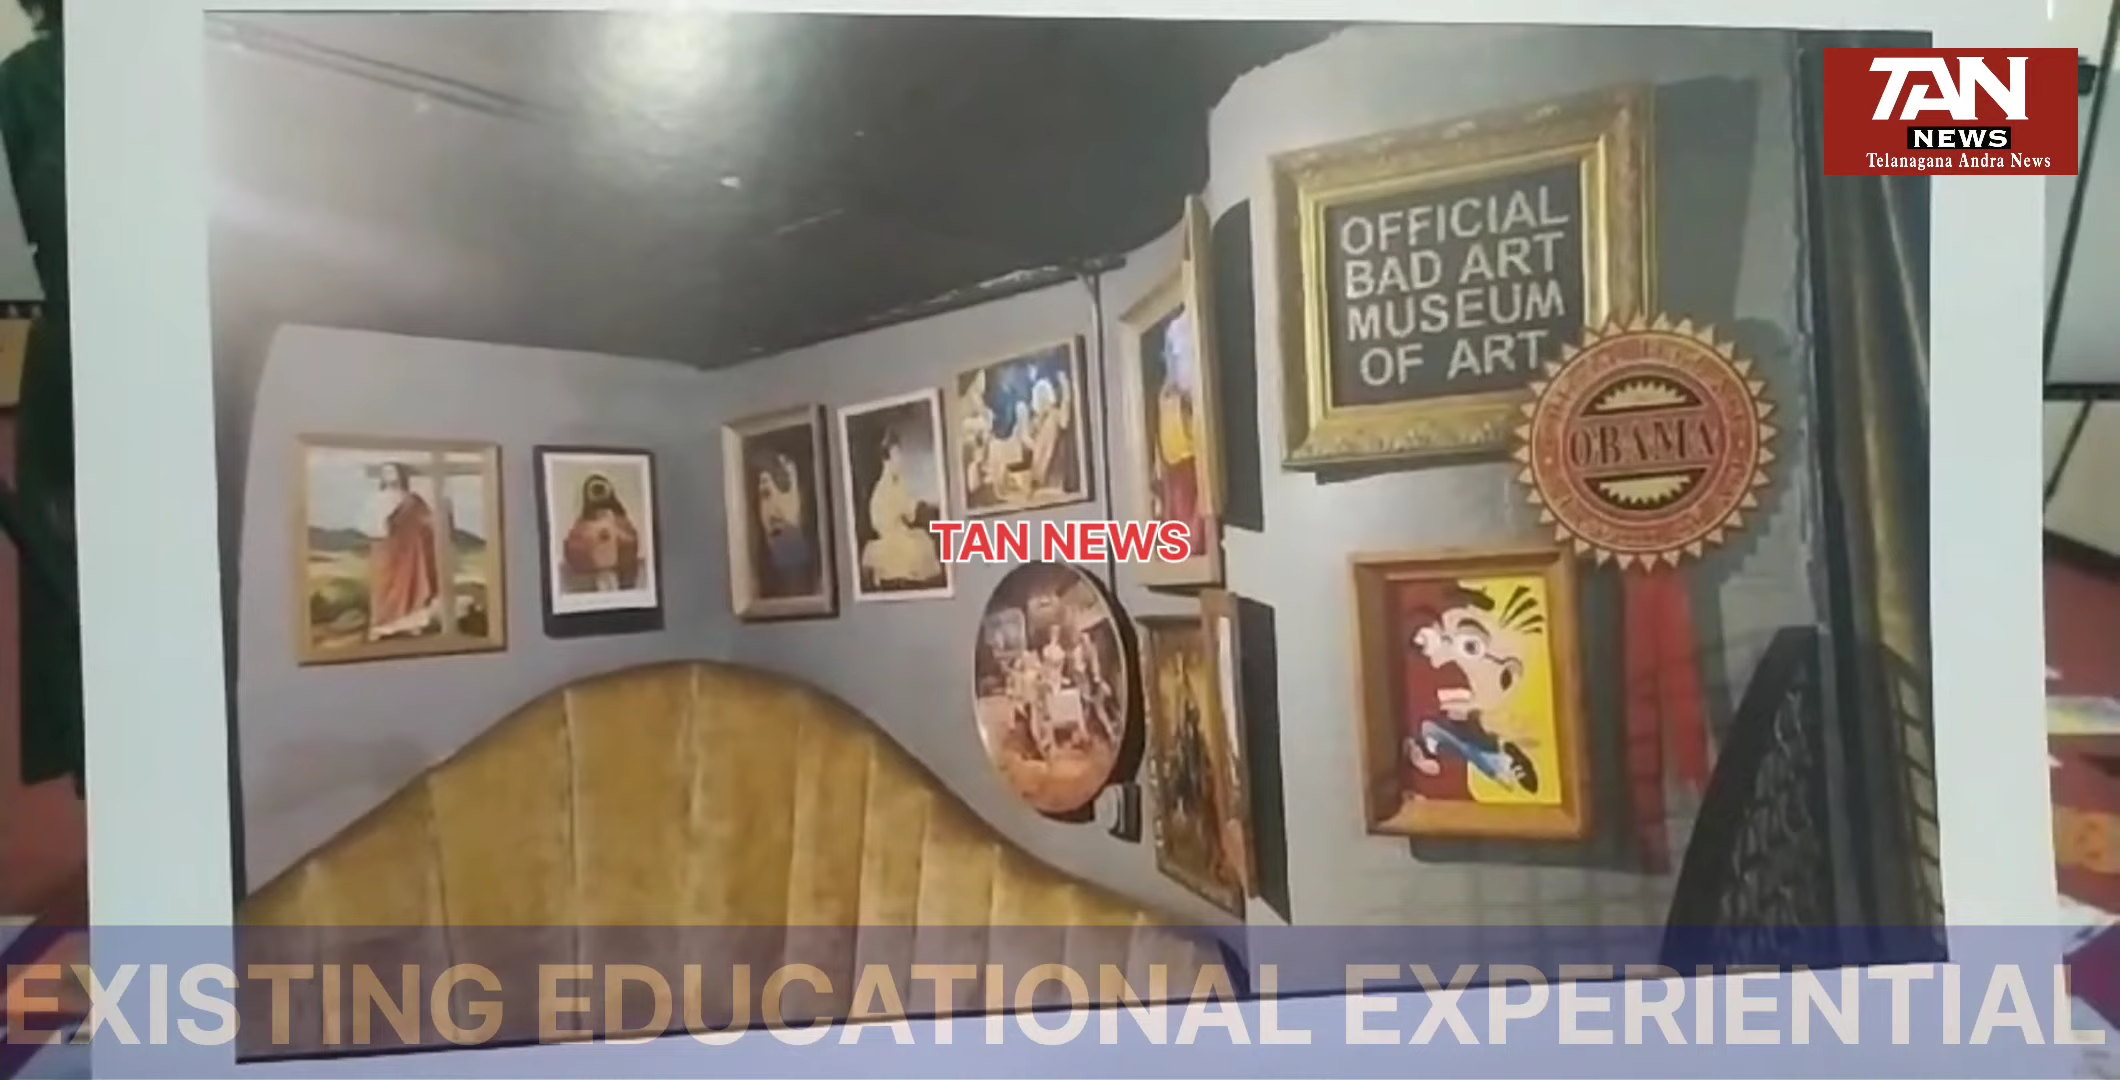 TAN
NEWS
Telanagana Andra News
OFFICIAL
BAD ART
MUSEUM
OF ART
OBAMA
TAN NEWS
EXISTING EDUCATIONAL EXPERIENTIAL